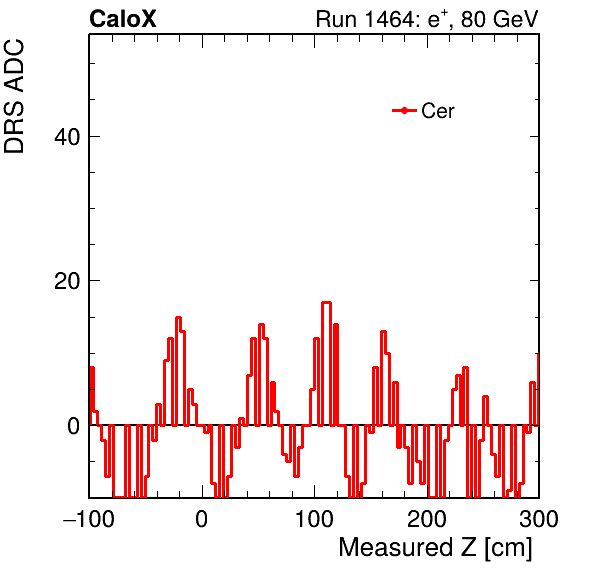 CaloX Run 1464: e⁺, 80 GeV
DRS ADC
Cer
40
20
0
−100 0 100 200 300
Measured Z [cm]